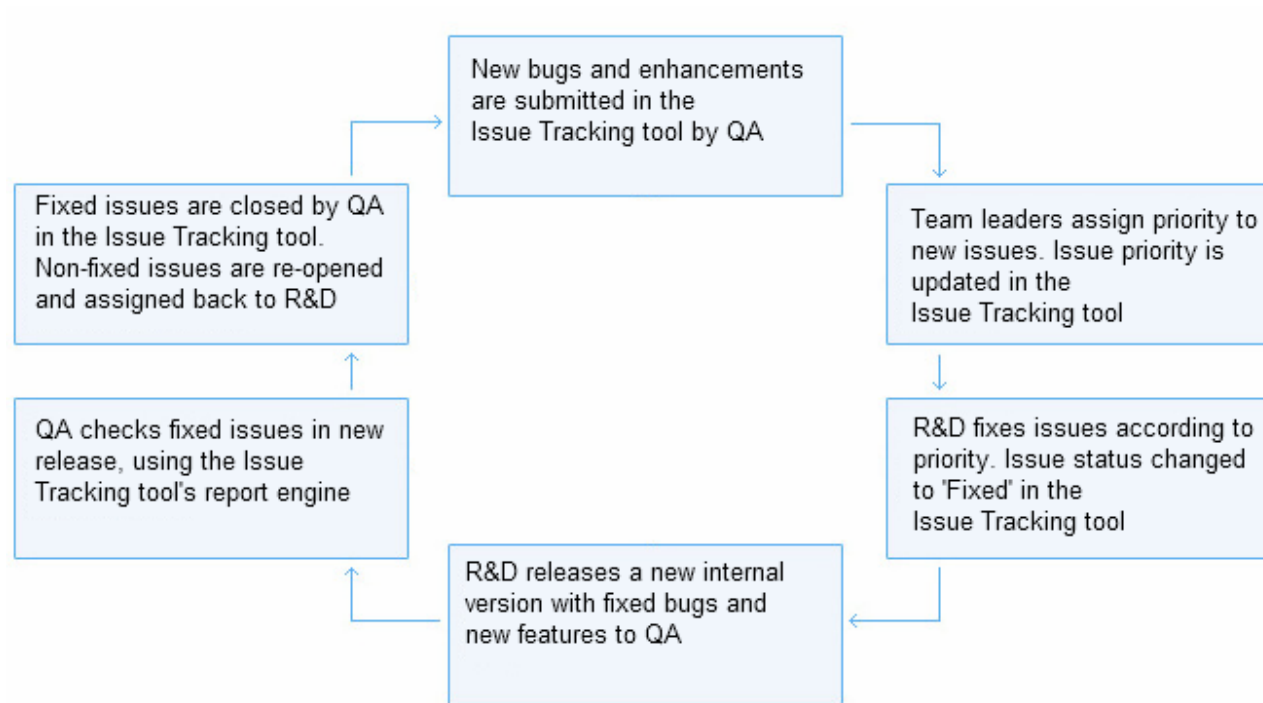 New bugs and enhancements
are submitted in the
Issue Tracking tool by QA
Team leaders assign priority to
new issues. Issue priority is
updated in the
Issue Tracking tool
R&D fixes issues according to
priority. Issue status changed
to 'Fixed' in the
Issue Tracking tool
R&D releases a new internal
version with fixed bugs and
new features to QA
QA checks fixed issues in new
release, using the Issue
Tracking tool's report engine
Fixed issues are closed by QA
in the Issue Tracking tool.
Non-fixed issues are re-opened
and assigned back to R&D